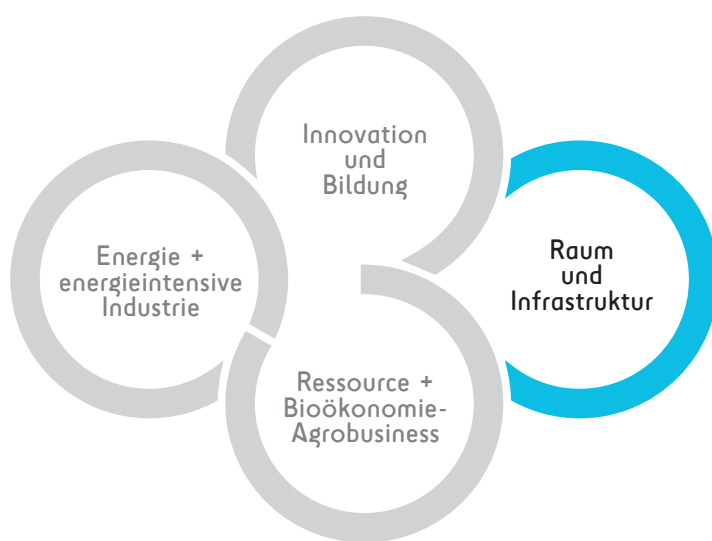 Innovation
und
Bildung
Energie +
energieintensive
Industrie
Raum
und
Infrastruktur
Ressource +
Bioökonomie-
Agrobusiness